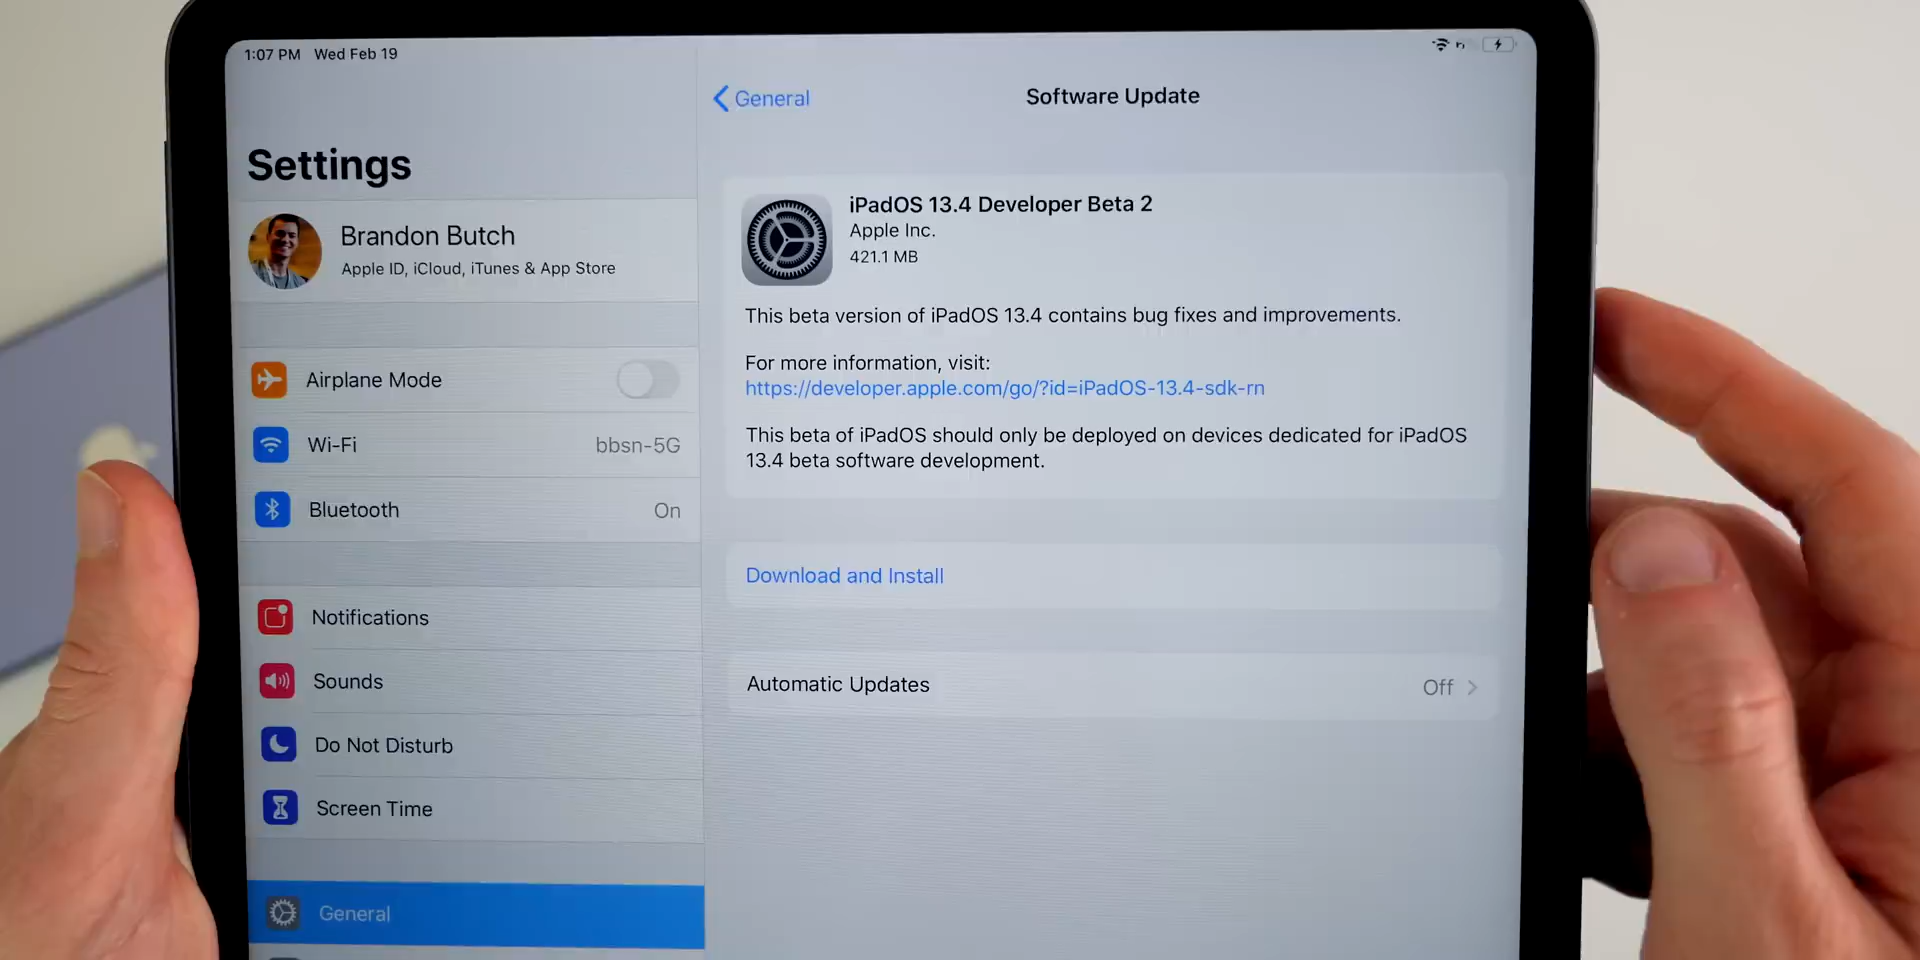 1:07 PM Wed Feb 19
Settings
Brandon Butch
Apple ID, iCloud, iTunes & App Store
Airplane Mode
Wi-Fi bbsn-5G
Bluetooth On
Notifications
Sounds
Do Not Disturb
Screen Time
General
General
Software Update
iPadOS 13.4 Developer Beta 2
Apple Inc.
421.1 MB
This beta version of iPadOS 13.4 contains bug fixes and improvements.
For more information, visit:
https://developer.apple.com/go/?id=iPadOS-13.4-sdk-rn
This beta of iPadOS should only be deployed on devices dedicated for iPadOS
13.4 beta software development.
Download and Install
Automatic Updates Off